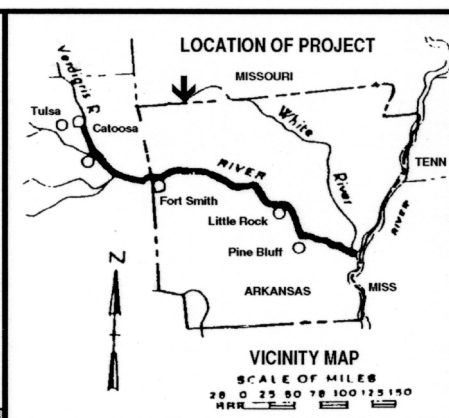 LOCATION OF PROJECT
MISSOURI
Verdigris R.
Tulsa
Catoosa
White
River
TENN
RIVER
Fort Smith
Little Rock
RIVER
Pine Bluff
N
ARKANSAS
MISS
VICINITY MAP
SCALE OF MILES
25 0 25 50 75 100 125 150